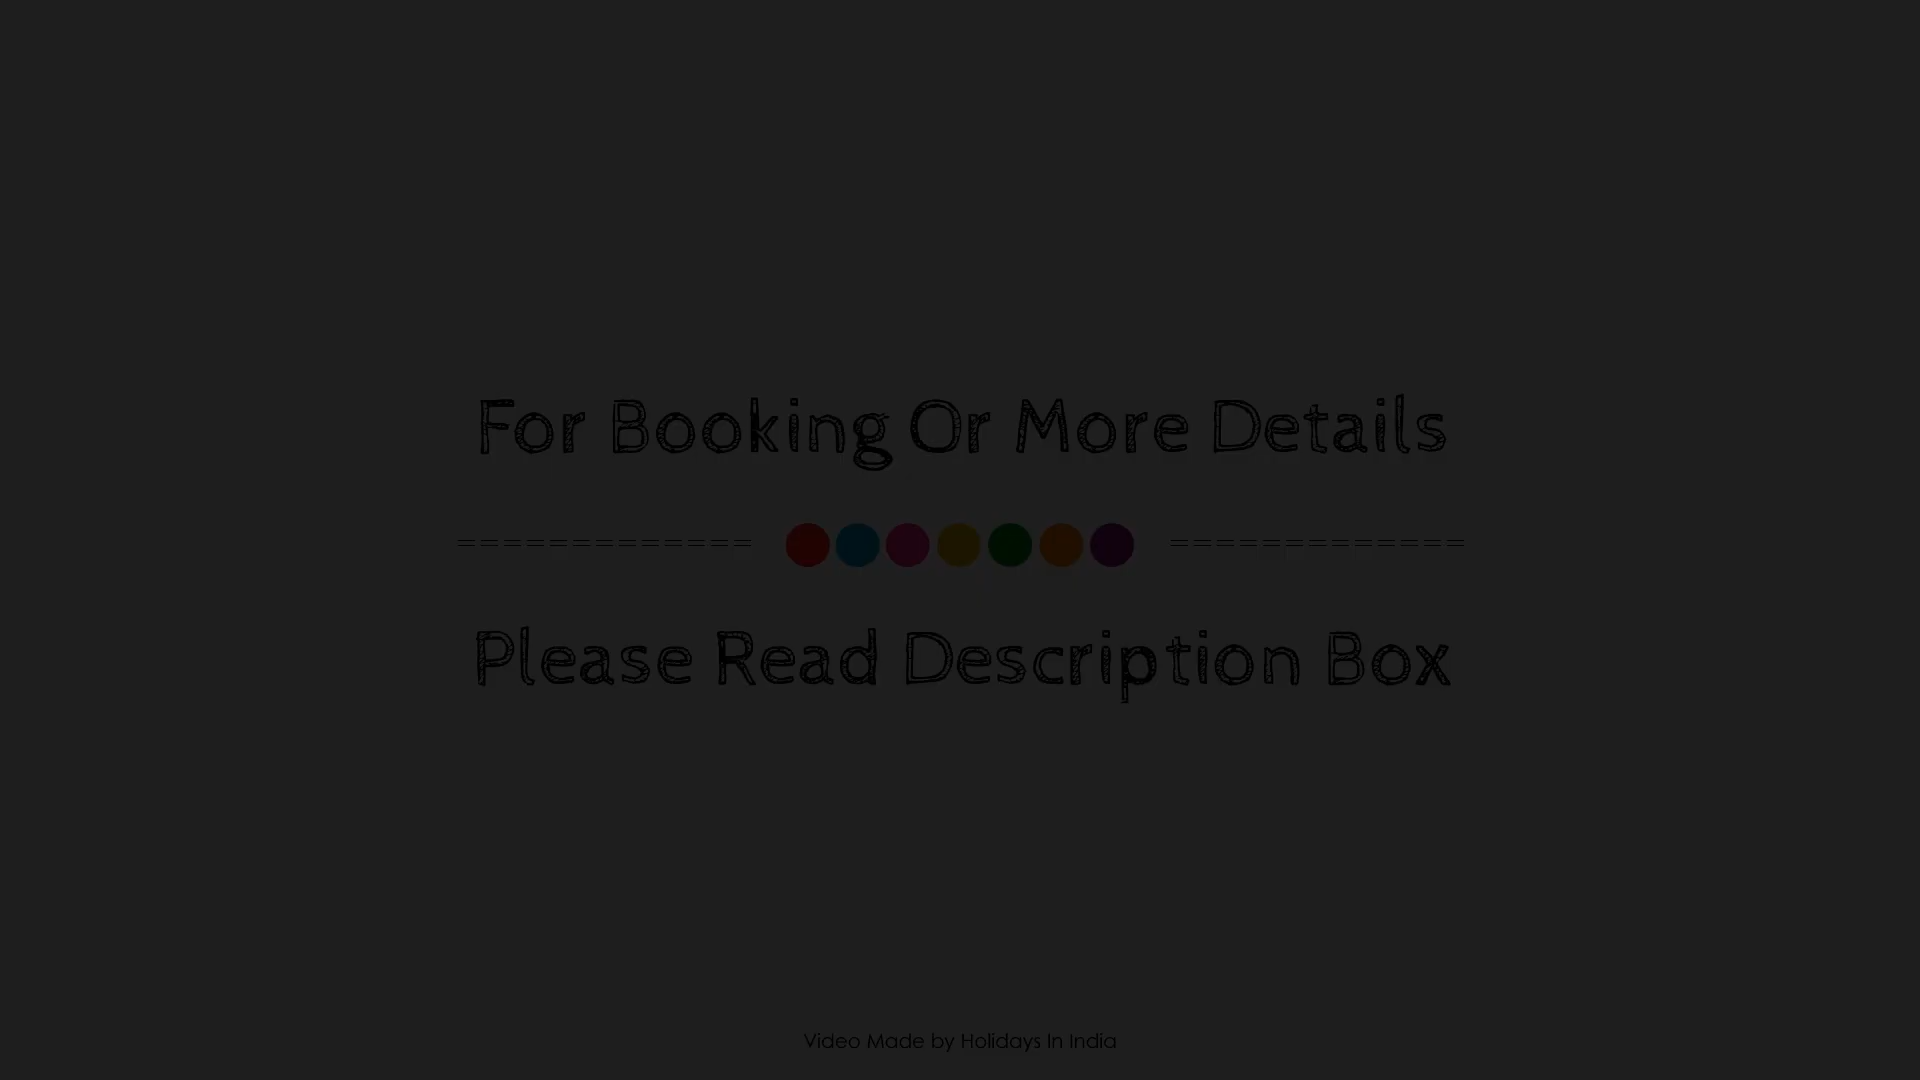 For Booking Or More Details
============= =============
Please Read Description Box
Video Made by Holidays In India